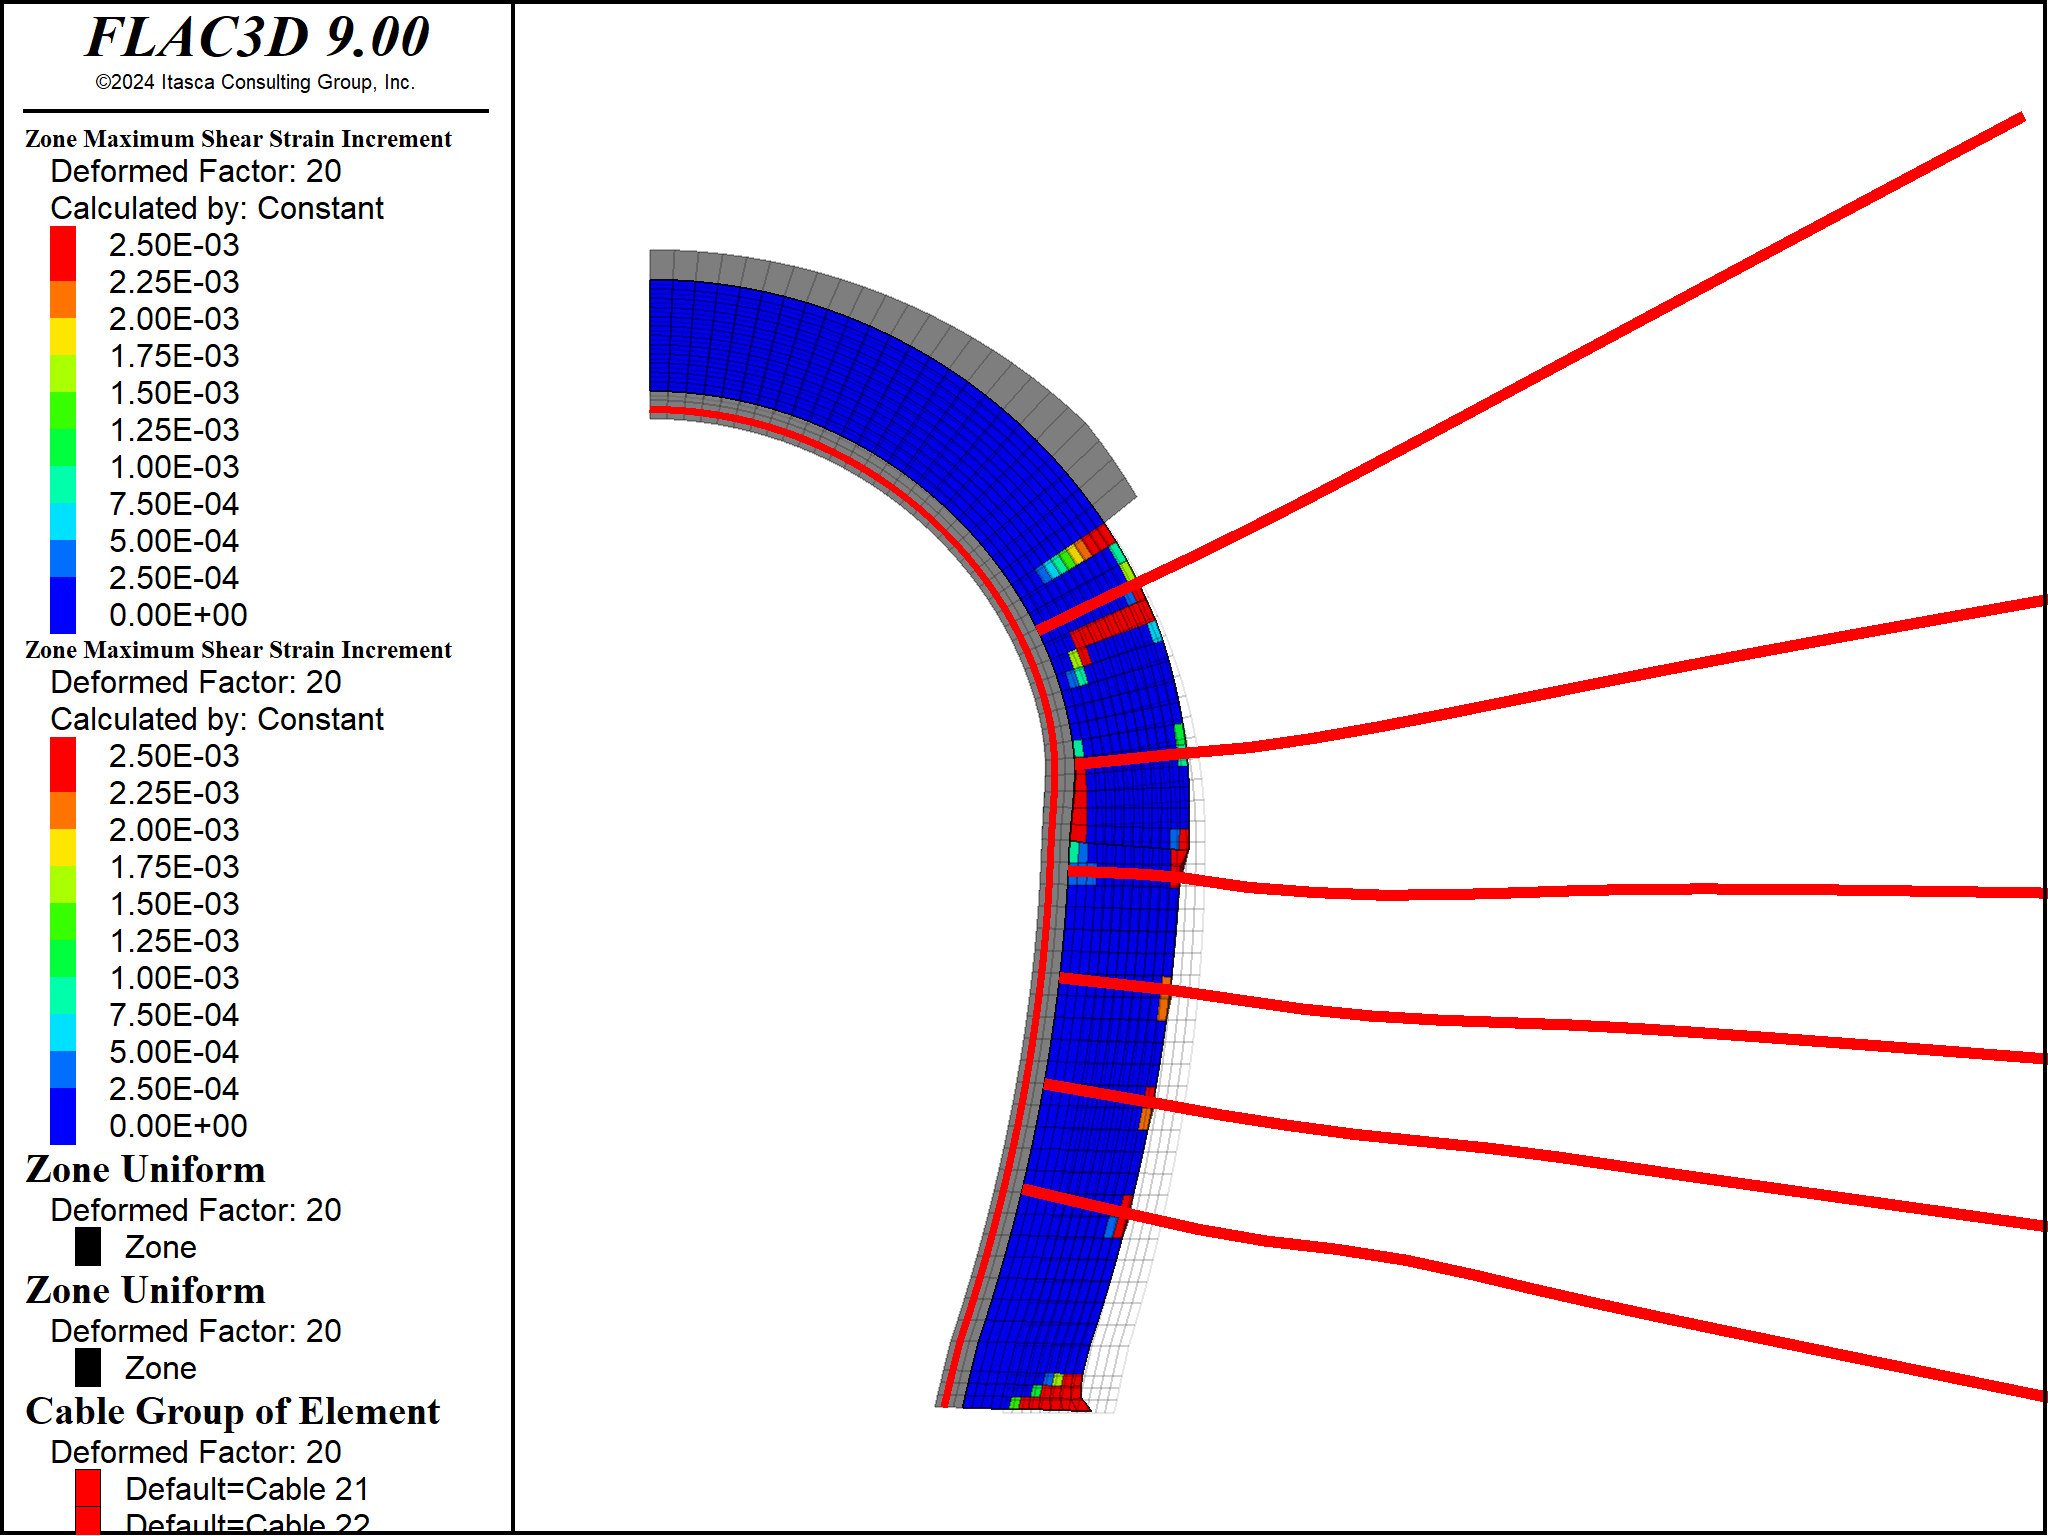 FLAC3D 9.00
©2024 Itasca Consulting Group, Inc.
Zone Maximum Shear Strain Increment
Deformed Factor: 20
Calculated by: Constant
2.50E-03
2.25E-03
2.00E-03
1.75E-03
1.50E-03
1.25E-03
1.00E-03
7.50E-04
5.00E-04
2.50E-04
0.00E+00
Zone Maximum Shear Strain Increment
Deformed Factor: 20
Calculated by: Constant
2.50E-03
2.25E-03
2.00E-03
1.75E-03
1.50E-03
1.25E-03
1.00E-03
7.50E-04
5.00E-04
2.50E-04
0.00E+00
Zone Uniform
Deformed Factor: 20
Zone
Zone Uniform
Deformed Factor: 20
Zone
Cable Group of Element
Deformed Factor: 20
Default=Cable 21
Default=Cable 22